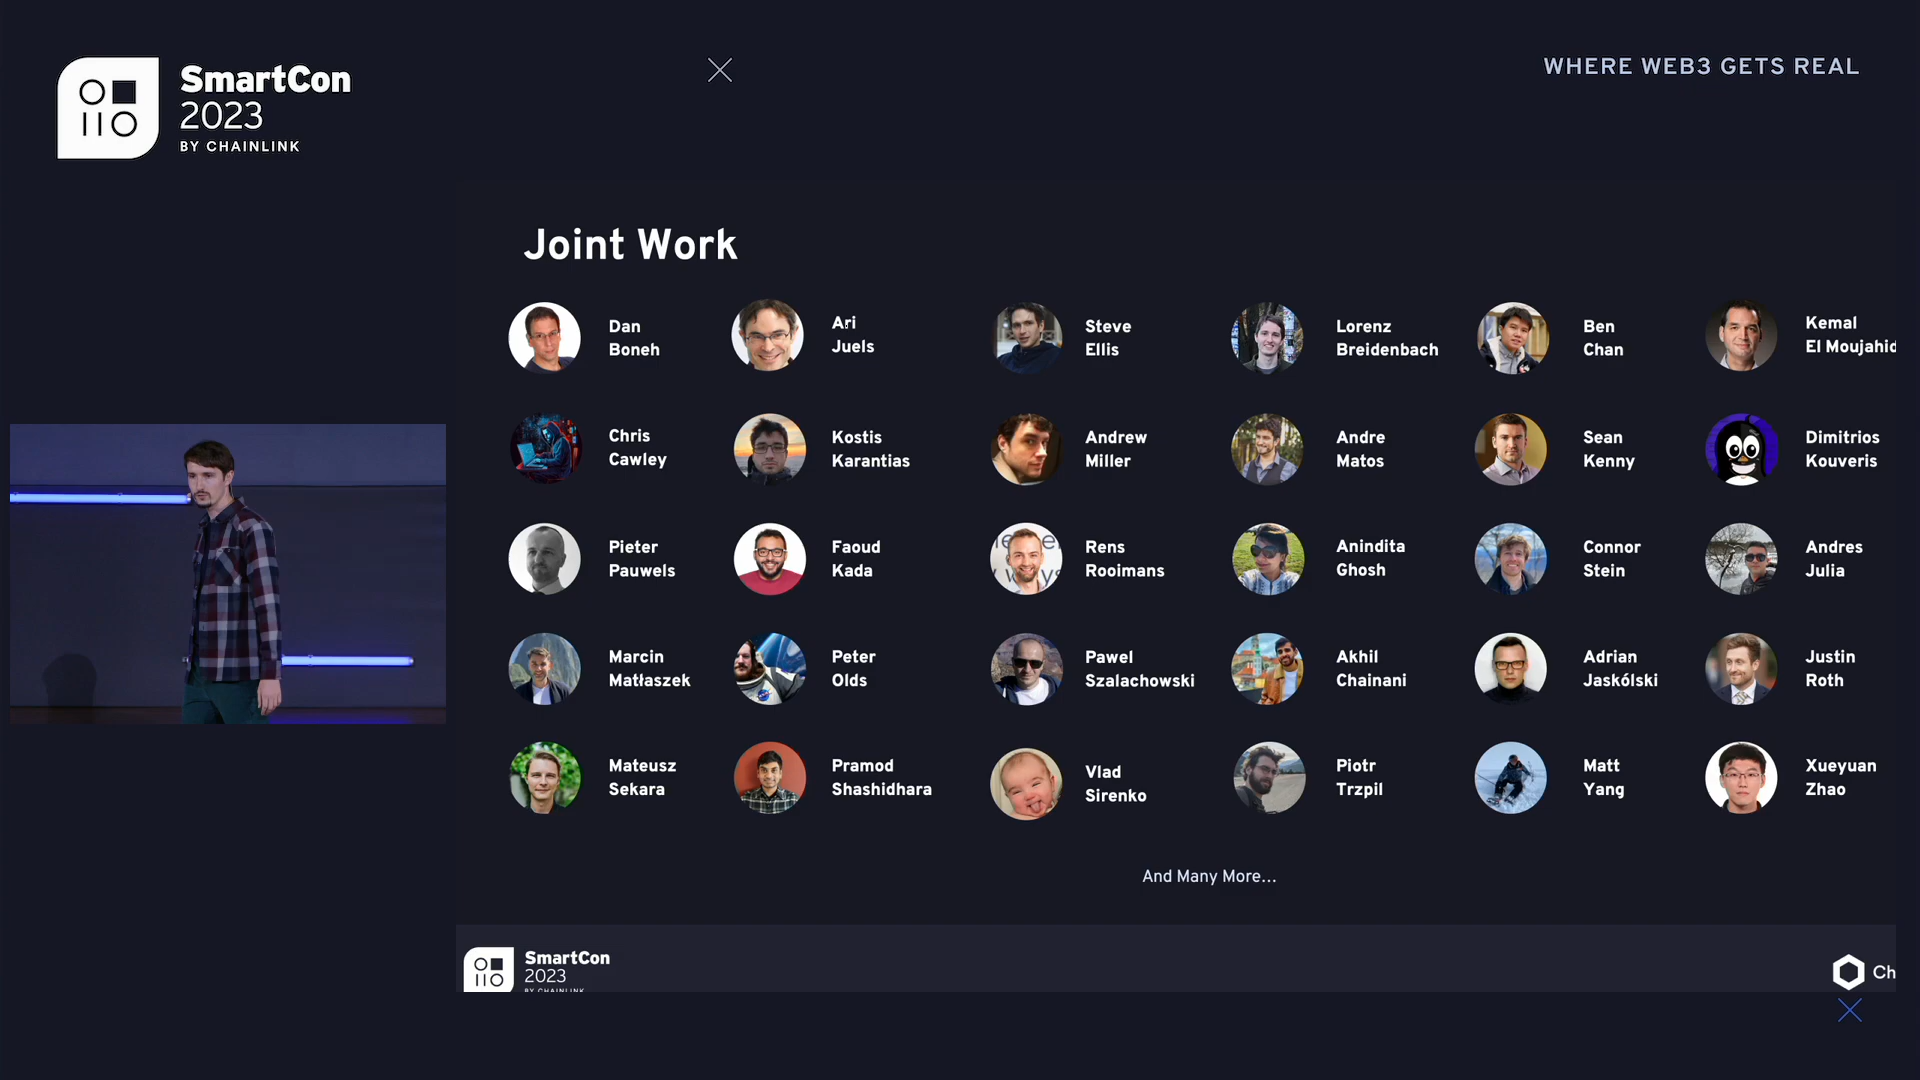 SmartCon
2023
BY CHAINLINK
WHERE WEB3 GETS REAL
Joint Work
Dan
Boneh
Ari
Juels
Steve
Ellis
Lorenz
Breidenbach
Ben
Chan
Kemal
El Moujahid
Chris
Cawley
Kostis
Karantias
Andrew
Miller
Andre
Matos
Sean
Kenny
Dimitrios
Kouveris
Pieter
Pauwels
Faoud
Kada
Rens
Rooimans
Anindita
Ghosh
Connor
Stein
Andres
Julia
Marcin
Matłaszek
Peter
Olds
Pawel
Szalachowski
Akhil
Chainani
Adrian
Jaskólski
Justin
Roth
Mateusz
Sekara
Pramod
Shashidhara
Vlad
Sirenko
Piotr
Trzpil
Matt
Yang
Xueyuan
Zhao
And Many More...
SmartCon
2023
BY CHAINLINK
Ch